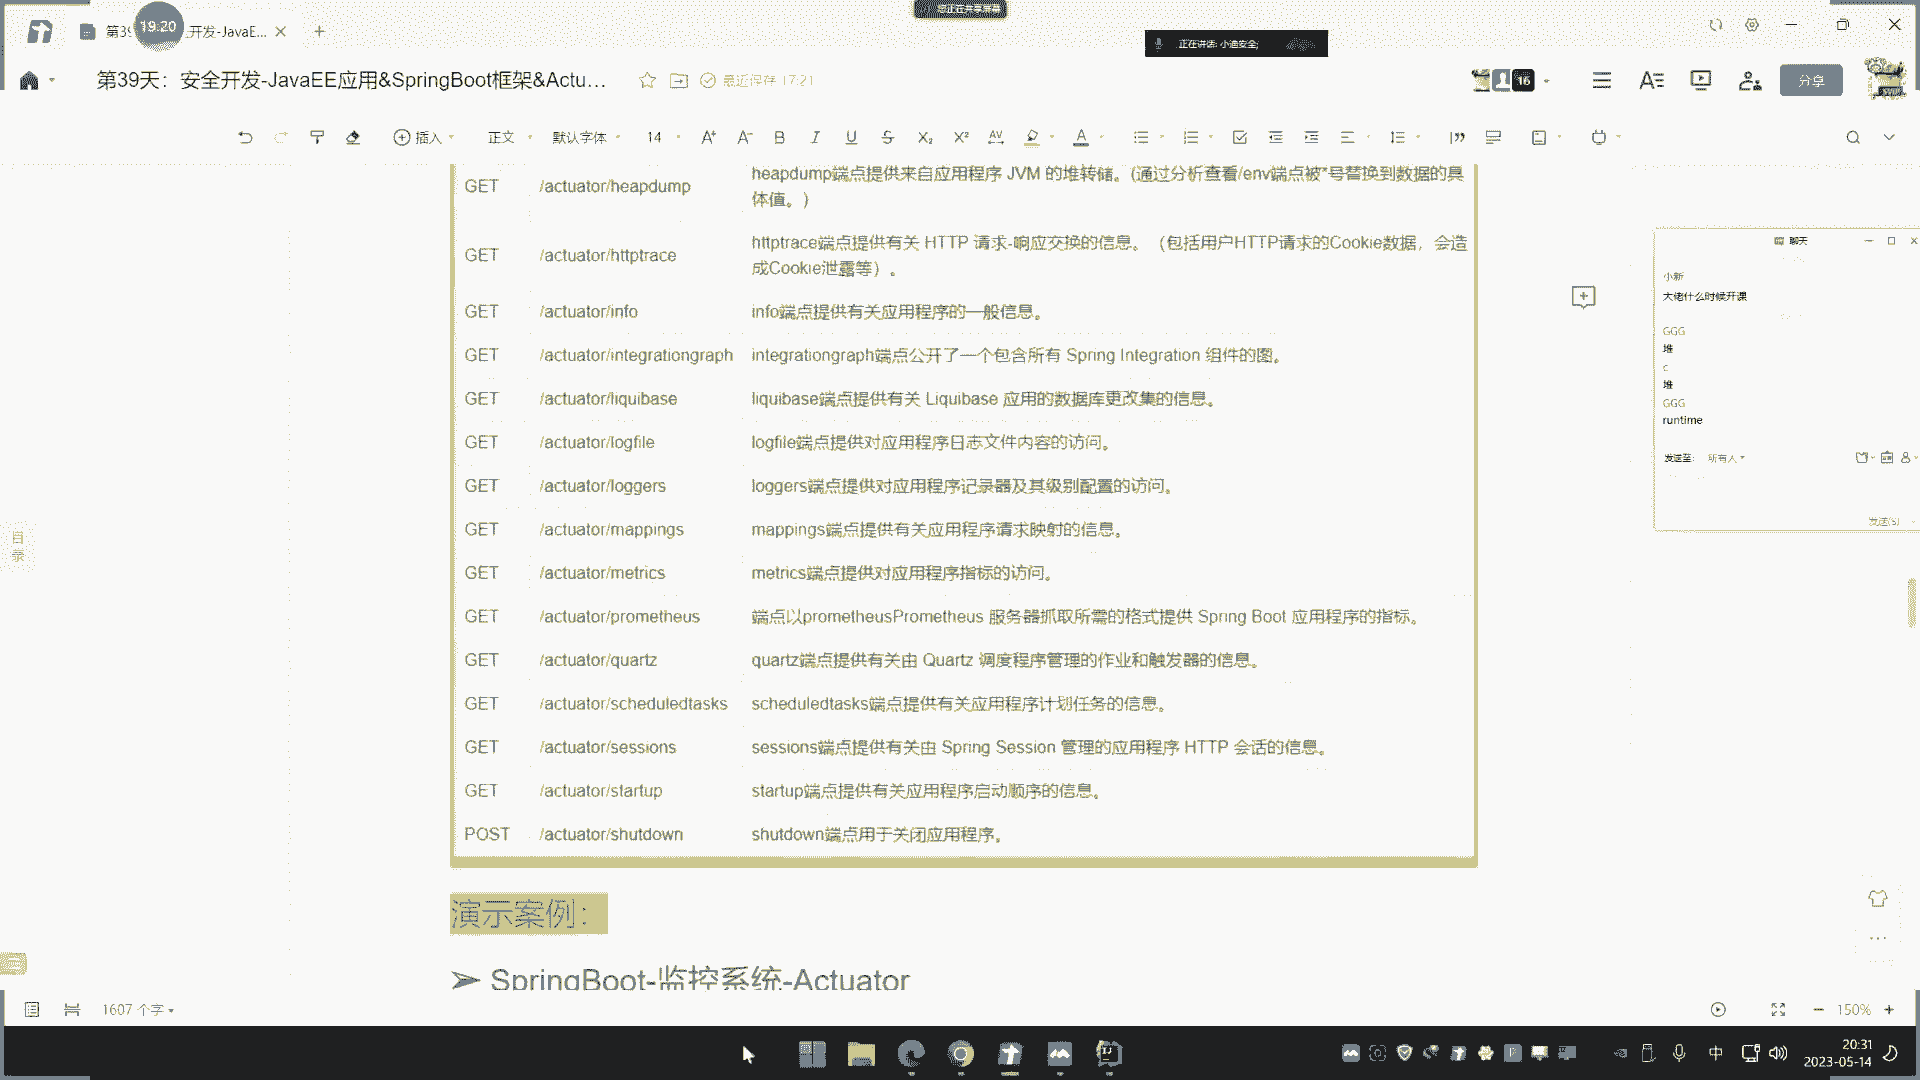 您正在共享屏幕
19:20
第39
开发-JavaE...
正在讲话: 小迪安全;
第39天：安全开发-JavaEE应用&SpringBoot框架&Actu...
最近保存 17:21
16
分享
插入
正文
默认字体
14
GET /actuator/heapdump heapdump端点提供来自应用程序 JVM 的堆转储。(通过分析查看/env端点被*号替换到数据的具
体值。)
GET /actuator/httptrace httptrace端点提供有关 HTTP 请求-响应交换的信息。（包括用户HTTP请求的Cookie数据，会造
成Cookie泄露等）。
GET /actuator/info info端点提供有关应用程序的一般信息。
GET /actuator/integrationgraph integrationgraph端点公开了一个包含所有 Spring Integration 组件的图。
GET /actuator/liquibase liquibase端点提供有关 Liquibase 应用的数据库更改集的信息。
GET /actuator/logfile logfile端点提供对应用程序日志文件内容的访问。
GET /actuator/loggers loggers端点提供对应用程序记录器及其级别配置的访问。
GET /actuator/mappings mappings端点提供有关应用程序请求映射的信息。
GET /actuator/metrics metrics端点提供对应用程序指标的访问。
GET /actuator/prometheus 端点以prometheusPrometheus 服务器抓取所需的格式提供 Spring Boot 应用程序的指标。
GET /actuator/quartz quartz端点提供有关由 Quartz 调度程序管理的作业和触发器的信息。
GET /actuator/scheduledtasks scheduledtasks端点提供有关应用程序计划任务的信息。
GET /actuator/sessions sessions端点提供有关由 Spring Session 管理的应用程序 HTTP 会话的信息。
GET /actuator/startup startup端点提供有关应用程序启动顺序的信息。
POST /actuator/shutdown shutdown端点用于关闭应用程序。
演示案例：
➢ SpringBoot-监控系统-Actuator
目
录
聊天
小新
大佬什么时候开课
GGG
堆
c
堆
GGG
runtime
发送至: 所有人
发送(S)
1607 个字
150%
中
20:31
2023-05-14